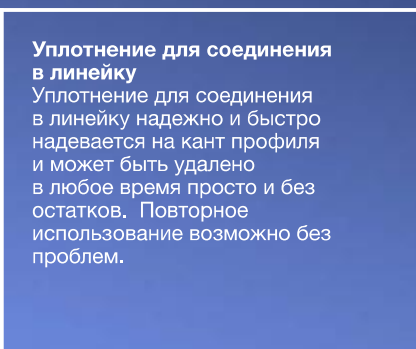 Уплотнение для соединения
в линейку
Уплотнение для соединения
в линейку надежно и быстро
надевается на кант профиля
и может быть удалено
в любое время просто и без
остатков.  Повторное
использование возможно без
проблем.